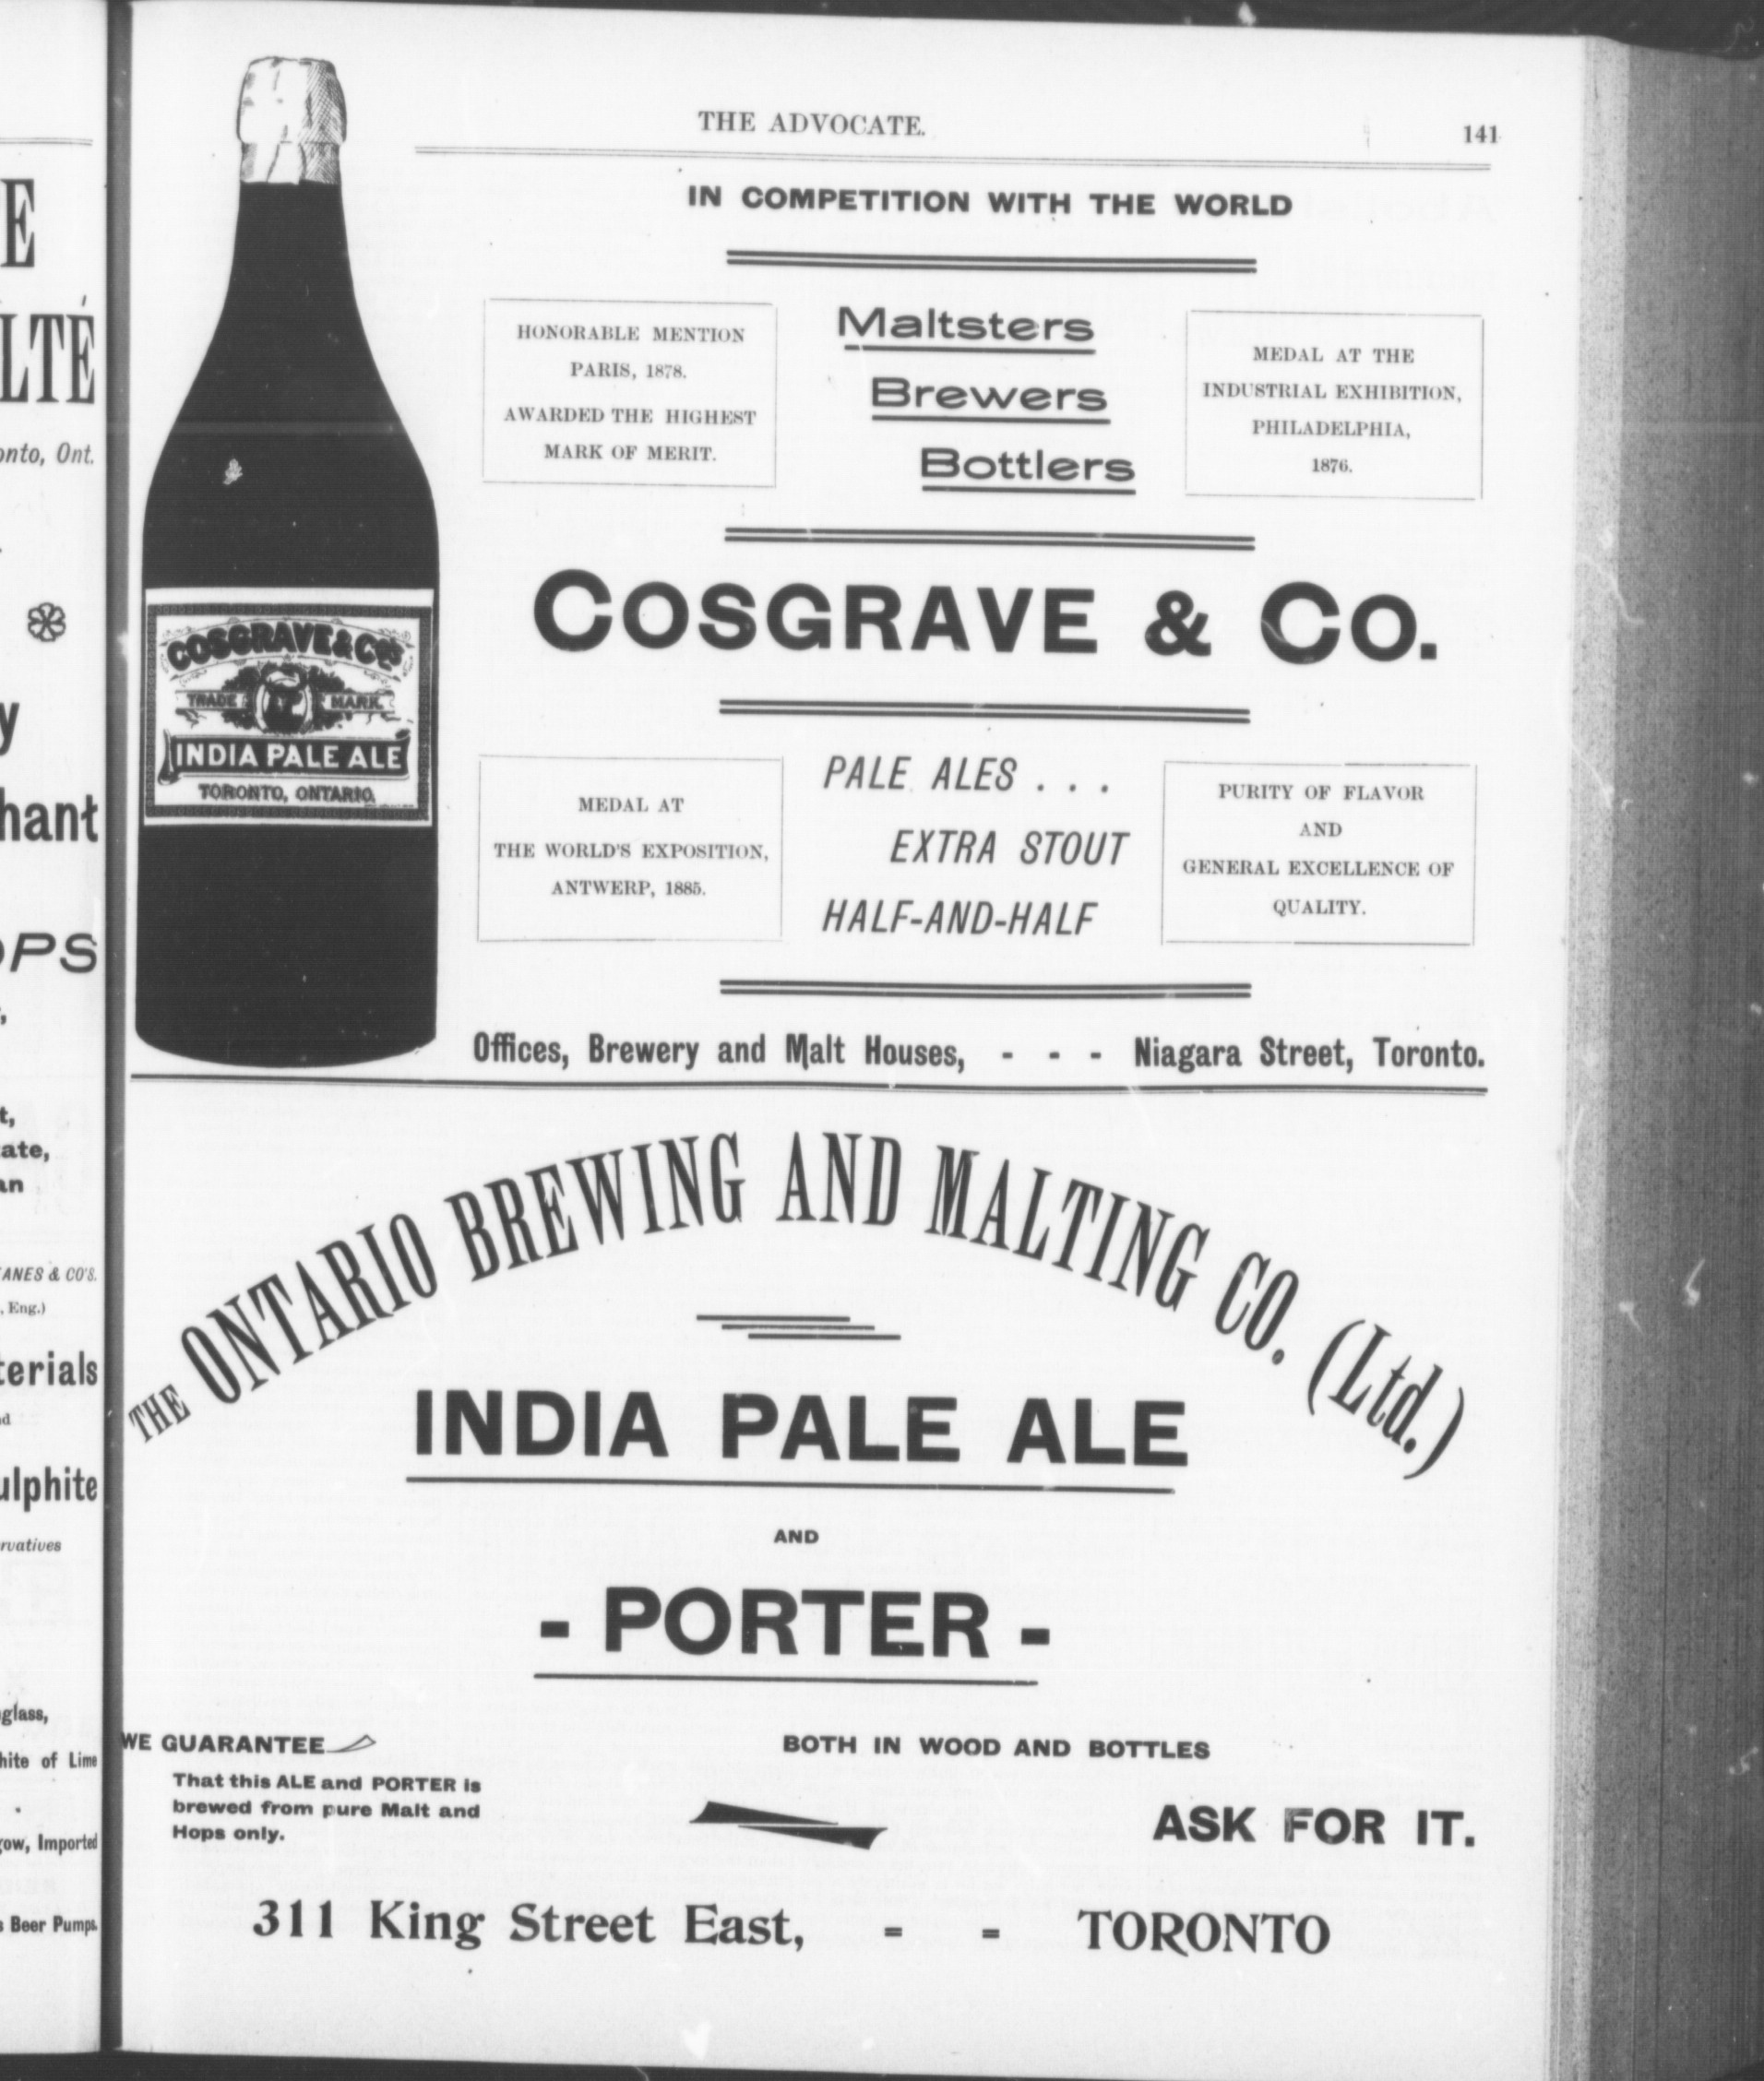 THE ADVOCATE.
141
IN COMPETITION WITH THE WORLD
HONORABLE MENTION
PARIS, 1878.
AWARDED THE HIGHEST
MARK OF MERIT.
Maltsters
Brewers
Bottlers
MEDAL AT THE
INDUSTRIAL EXHIBITION,
PHILADELPHIA,
1876.
COSGRAVE & CO.
COSGRAVE & CO'S
TRADE MARK
INDIA PALE ALE
TORONTO, ONTARIO.
MEDAL AT
THE WORLD'S EXPOSITION,
ANTWERP, 1885.
PALE ALES . . .
EXTRA STOUT
HALF-AND-HALF
PURITY OF FLAVOR
AND
GENERAL EXCELLENCE OF
QUALITY.
Offices, Brewery and Malt Houses, - - - Niagara Street, Toronto.
THE ONTARIO BREWING AND MALTING CO. (Ltd.)
INDIA PALE ALE
AND
- PORTER -
WE GUARANTEE
That this ALE and PORTER is
brewed from pure Malt and
Hops only.
BOTH IN WOOD AND BOTTLES
ASK FOR IT.
311 King Street East, - - TORONTO
E
LTÉ
onto, Ont.
y
hant
OPS
t,
ate,
an
ANES & CO'S.
, Eng.)
terials
d
ulphite
rvatives
glass,
hite of Lime
ow, Imported
s Beer Pumps.